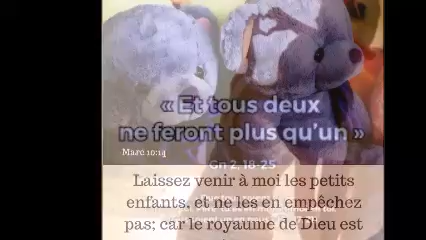 « Et tous deux
ne feront plus qu'un »
Marc 10:14
Gn 2, 18-25
Laissez venir à moi les petits
enfants, et ne les en empêchez
pas; car le royaume de Dieu est